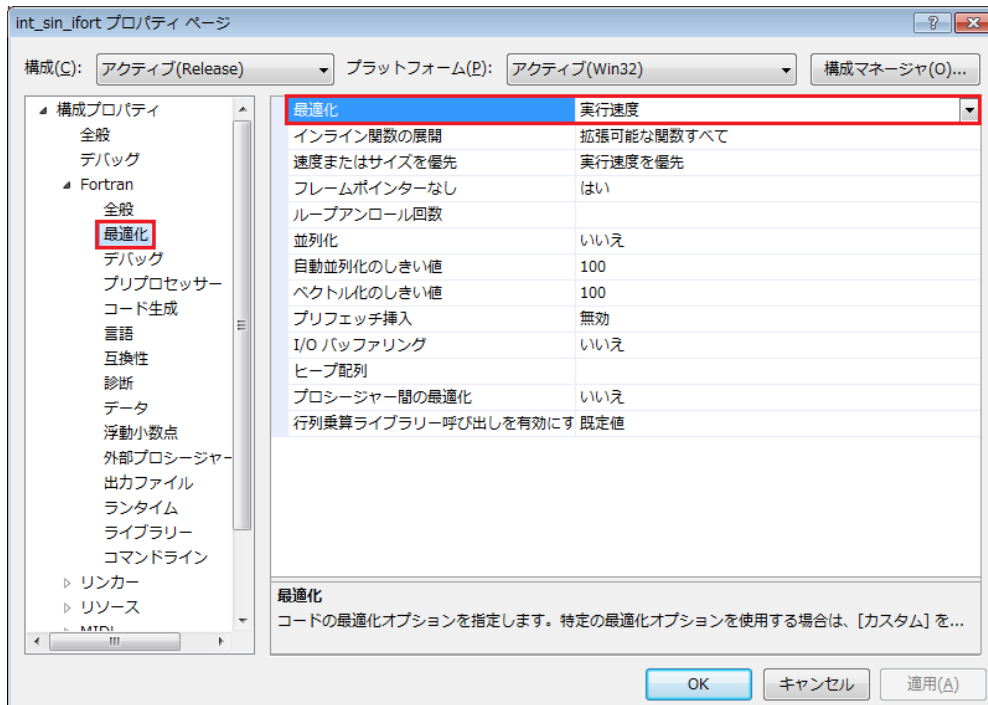 int_sin_ifort プロパティ ページ
構成(C): アクティブ(Release) プラットフォーム(P): アクティブ(Win32) 構成マネージャ(O)...
構成プロパティ
全般
デバッグ
Fortran
全般
最適化
デバッグ
プリプロセッサー
コード生成
言語
互換性
診断
データ
浮動小数点
外部プロシージャー
出力ファイル
ランタイム
ライブラリー
コマンドライン
リンカー
リソース
MIDL
最適化 実行速度
インライン関数の展開 拡張可能な関数すべて
速度またはサイズを優先 実行速度を優先
フレームポインターなし はい
ループアンロール回数
並列化 いいえ
自動並列化のしきい値 100
ベクトル化のしきい値 100
プリフェッチ挿入 無効
I/O バッファリング いいえ
ヒープ配列
プロシージャー間の最適化 いいえ
行列乗算ライブラリー呼び出しを有効にす 既定値
最適化
コードの最適化オプションを指定します。特定の最適化オプションを使用する場合は、[カスタム] を...
OK キャンセル 適用(A)